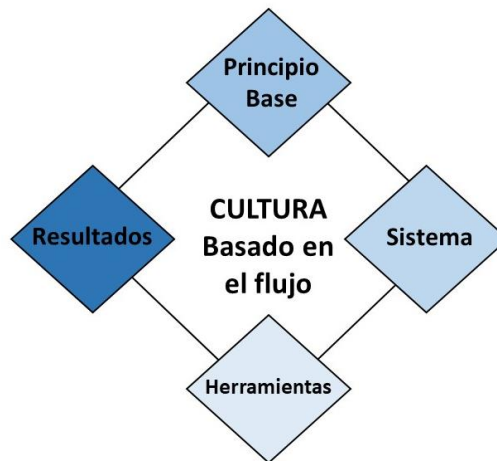 Principio
Base
Resultados
CULTURA
Basado en
el flujo
Sistema
Herramientas